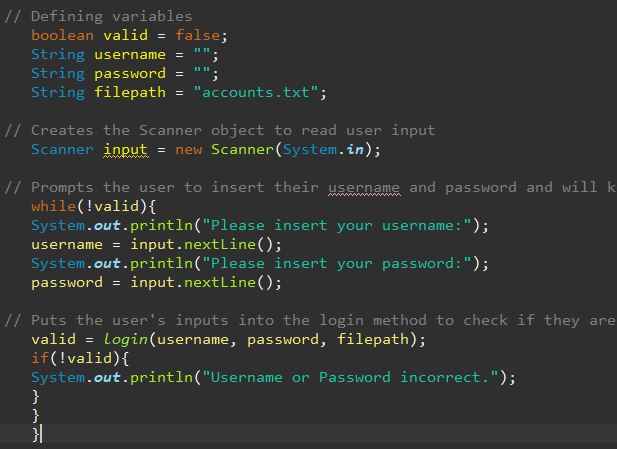 // Defining variables
boolean valid = false;
String username = "";
String password = "";
String filepath = "accounts.txt";
// Creates the Scanner object to read user input
Scanner input = new Scanner(System.in);
// Prompts the user to insert their username and password and will k
while(!valid){
System.out.println("Please insert your username:");
username = input.nextLine();
System.out.println("Please insert your password:");
password = input.nextLine();
// Puts the user's inputs into the login method to check if they are
valid = login(username, password, filepath);
if(!valid){
System.out.println("Username or Password incorrect.");
}
}
}